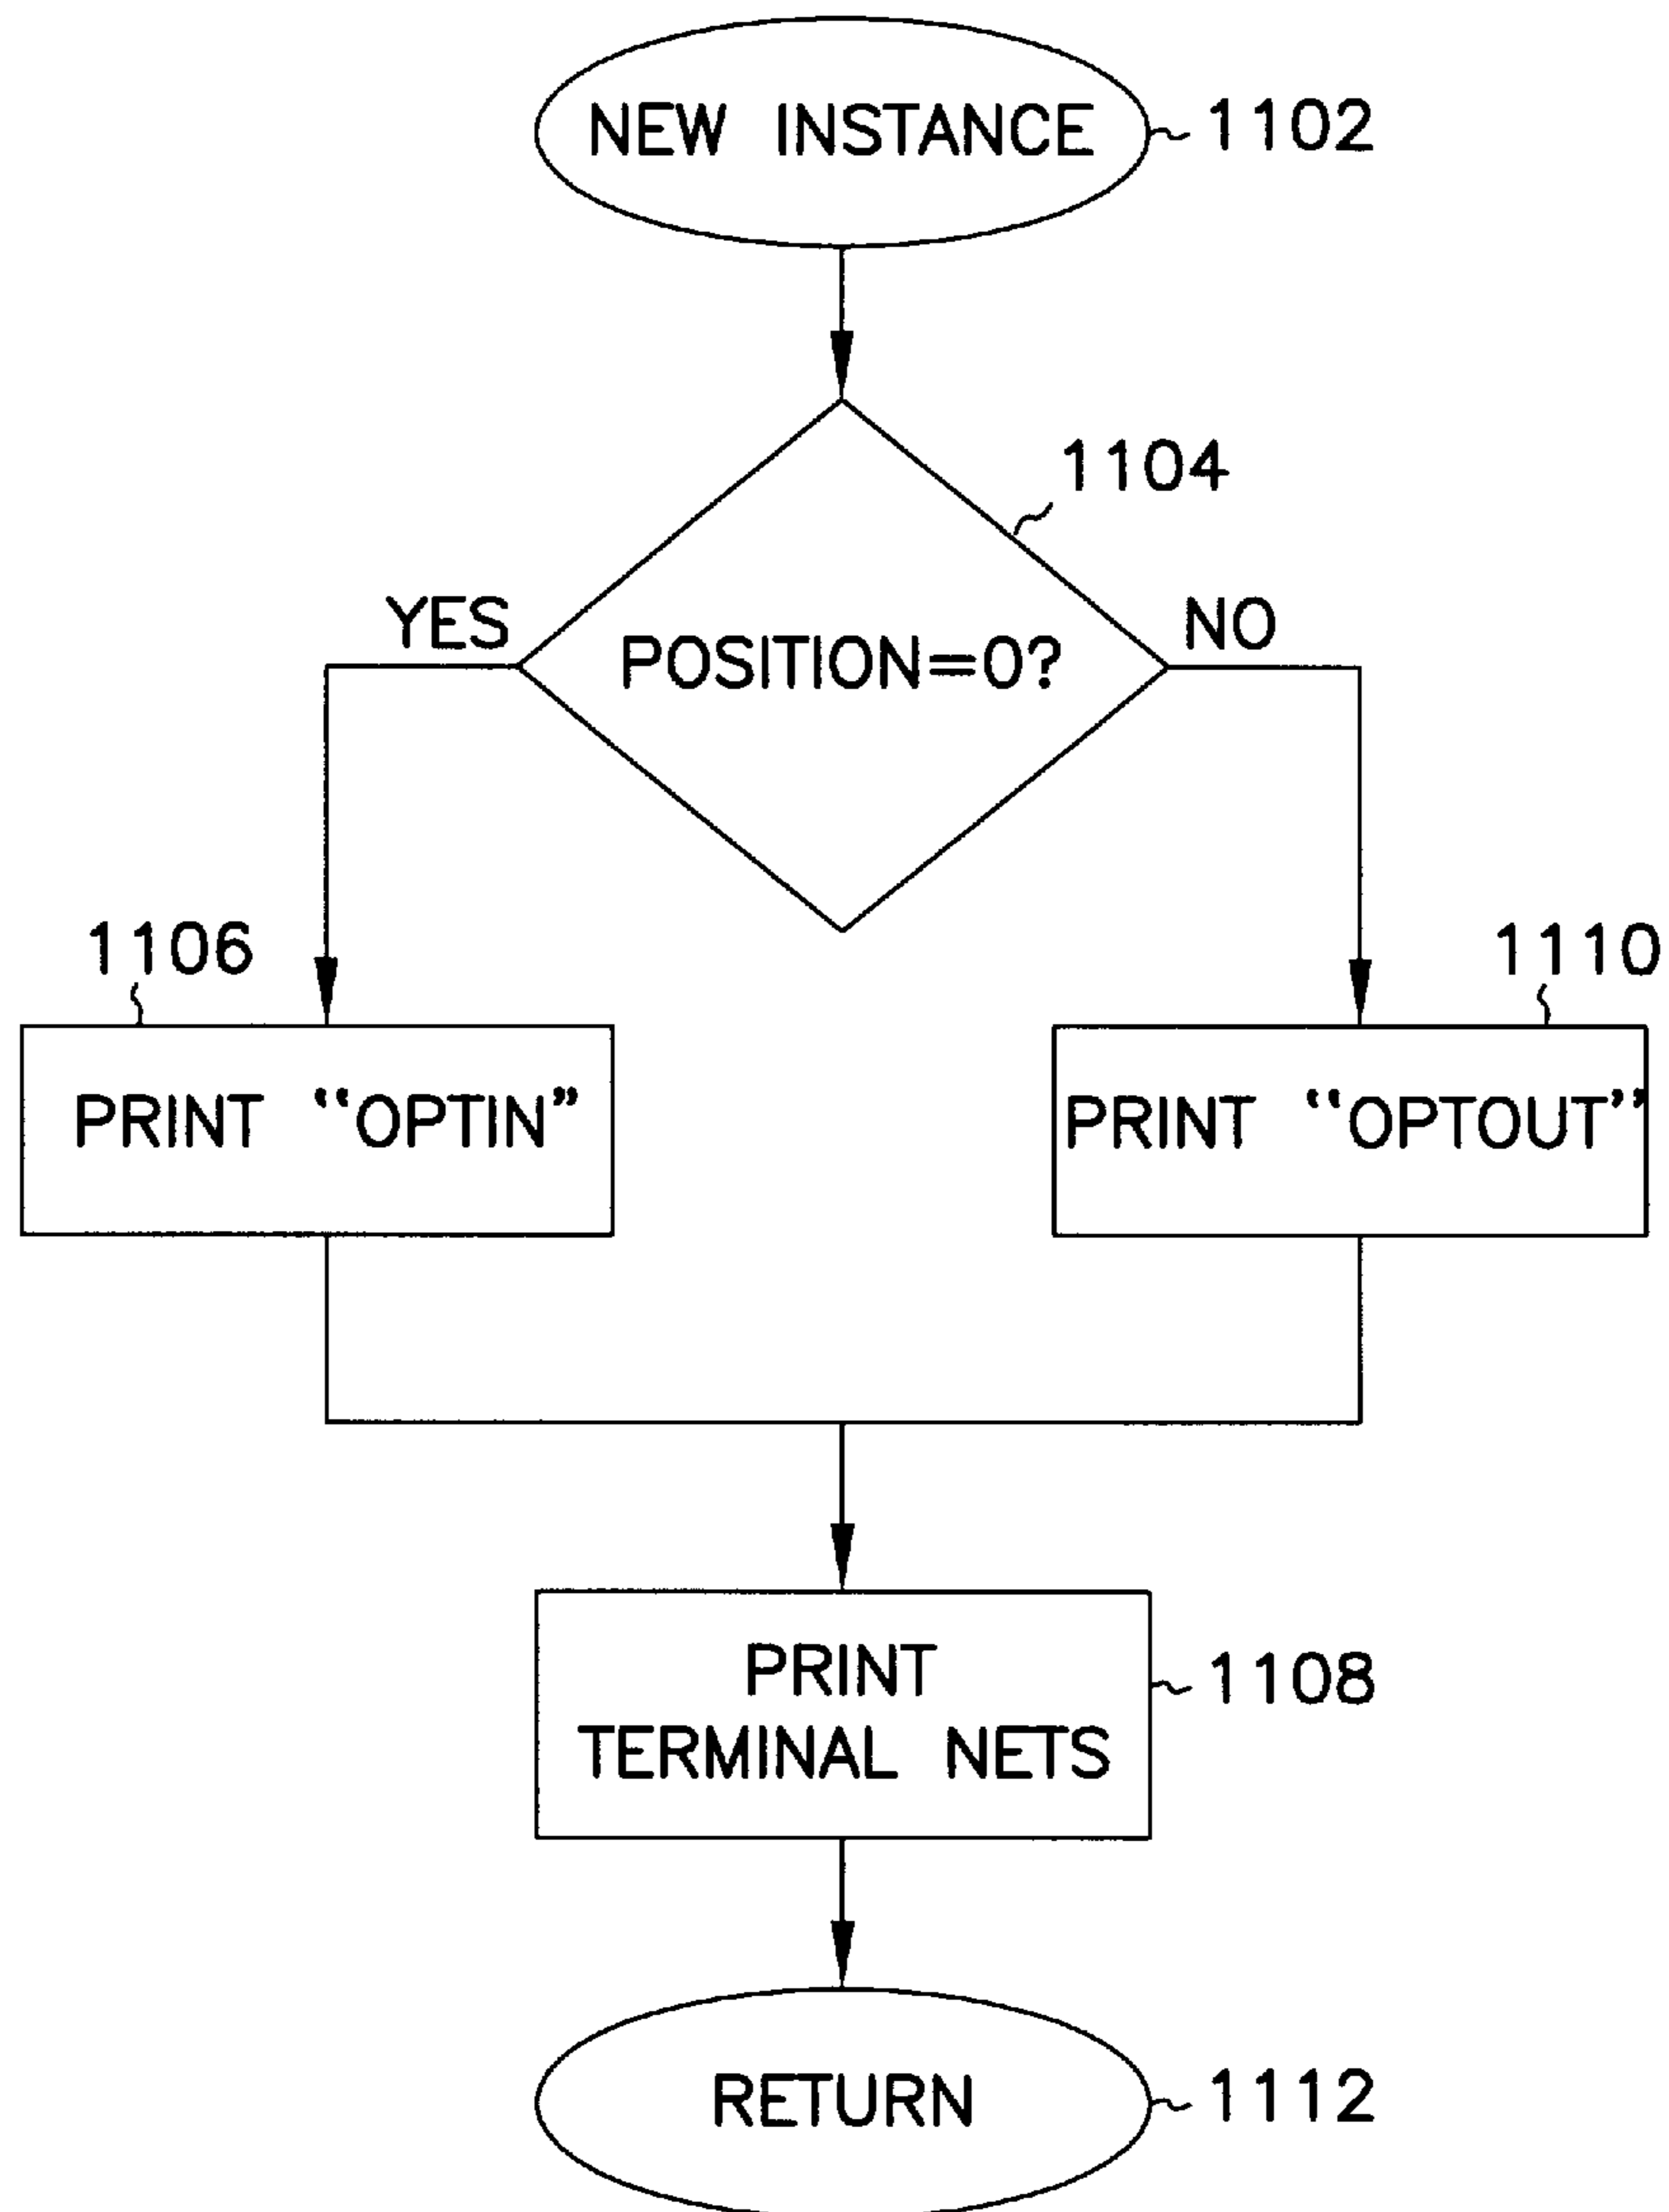 NEW INSTANCE
1102
1104
YES
NO
POSITION=0?
1106
1110
PRINT “OPTIN”
PRINT “OPTOUT”
PRINT
TERMINAL NETS
1108
RETURN
1112